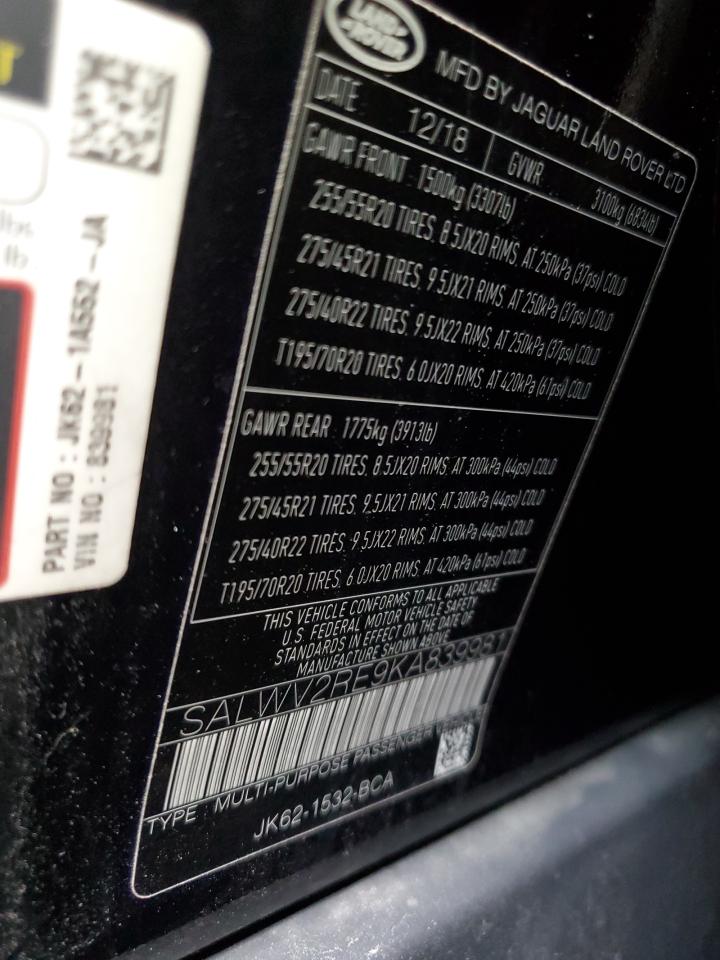 T
lbs
lb
PART NO : JK62-1A552-JA
VIN NO : 839981
LAND
ROVER
MFD BY JAGUAR LAND ROVER LTD
DATE 12/18 GVWR 3100kg (6834lb)
GAWR FRONT 1500kg (3307lb)
255/55R20 TIRES, 8.5JX20 RIMS, AT 250kPa (37psi) COLD
275/45R21 TIRES, 9.5JX21 RIMS, AT 250kPa (37psi) COLD
275/40R22 TIRES, 9.5JX22 RIMS, AT 250kPa (37psi) COLD
T195/70R20 TIRES, 6.0JX20 RIMS, AT 420kPa (61psi) COLD
GAWR REAR 1775kg (3913lb)
255/55R20 TIRES, 8.5JX20 RIMS, AT 300kPa (44psi) COLD
275/45R21 TIRES, 9.5JX21 RIMS, AT 300kPa (44psi) COLD
275/40R22 TIRES, 9.5JX22 RIMS, AT 300kPa (44psi) COLD
T195/70R20 TIRES, 6.0JX20 RIMS, AT 420kPa (61psi) COLD
THIS VEHICLE CONFORMS TO ALL APPLICABLE
U.S. FEDERAL MOTOR VEHICLE SAFETY
STANDARDS IN EFFECT ON THE DATE OF
MANUFACTURE SHOWN ABOVE
SALWV2RE9KA839981
TYPE MULTI-PURPOSE PASSENGER
JK62-1532-BCA